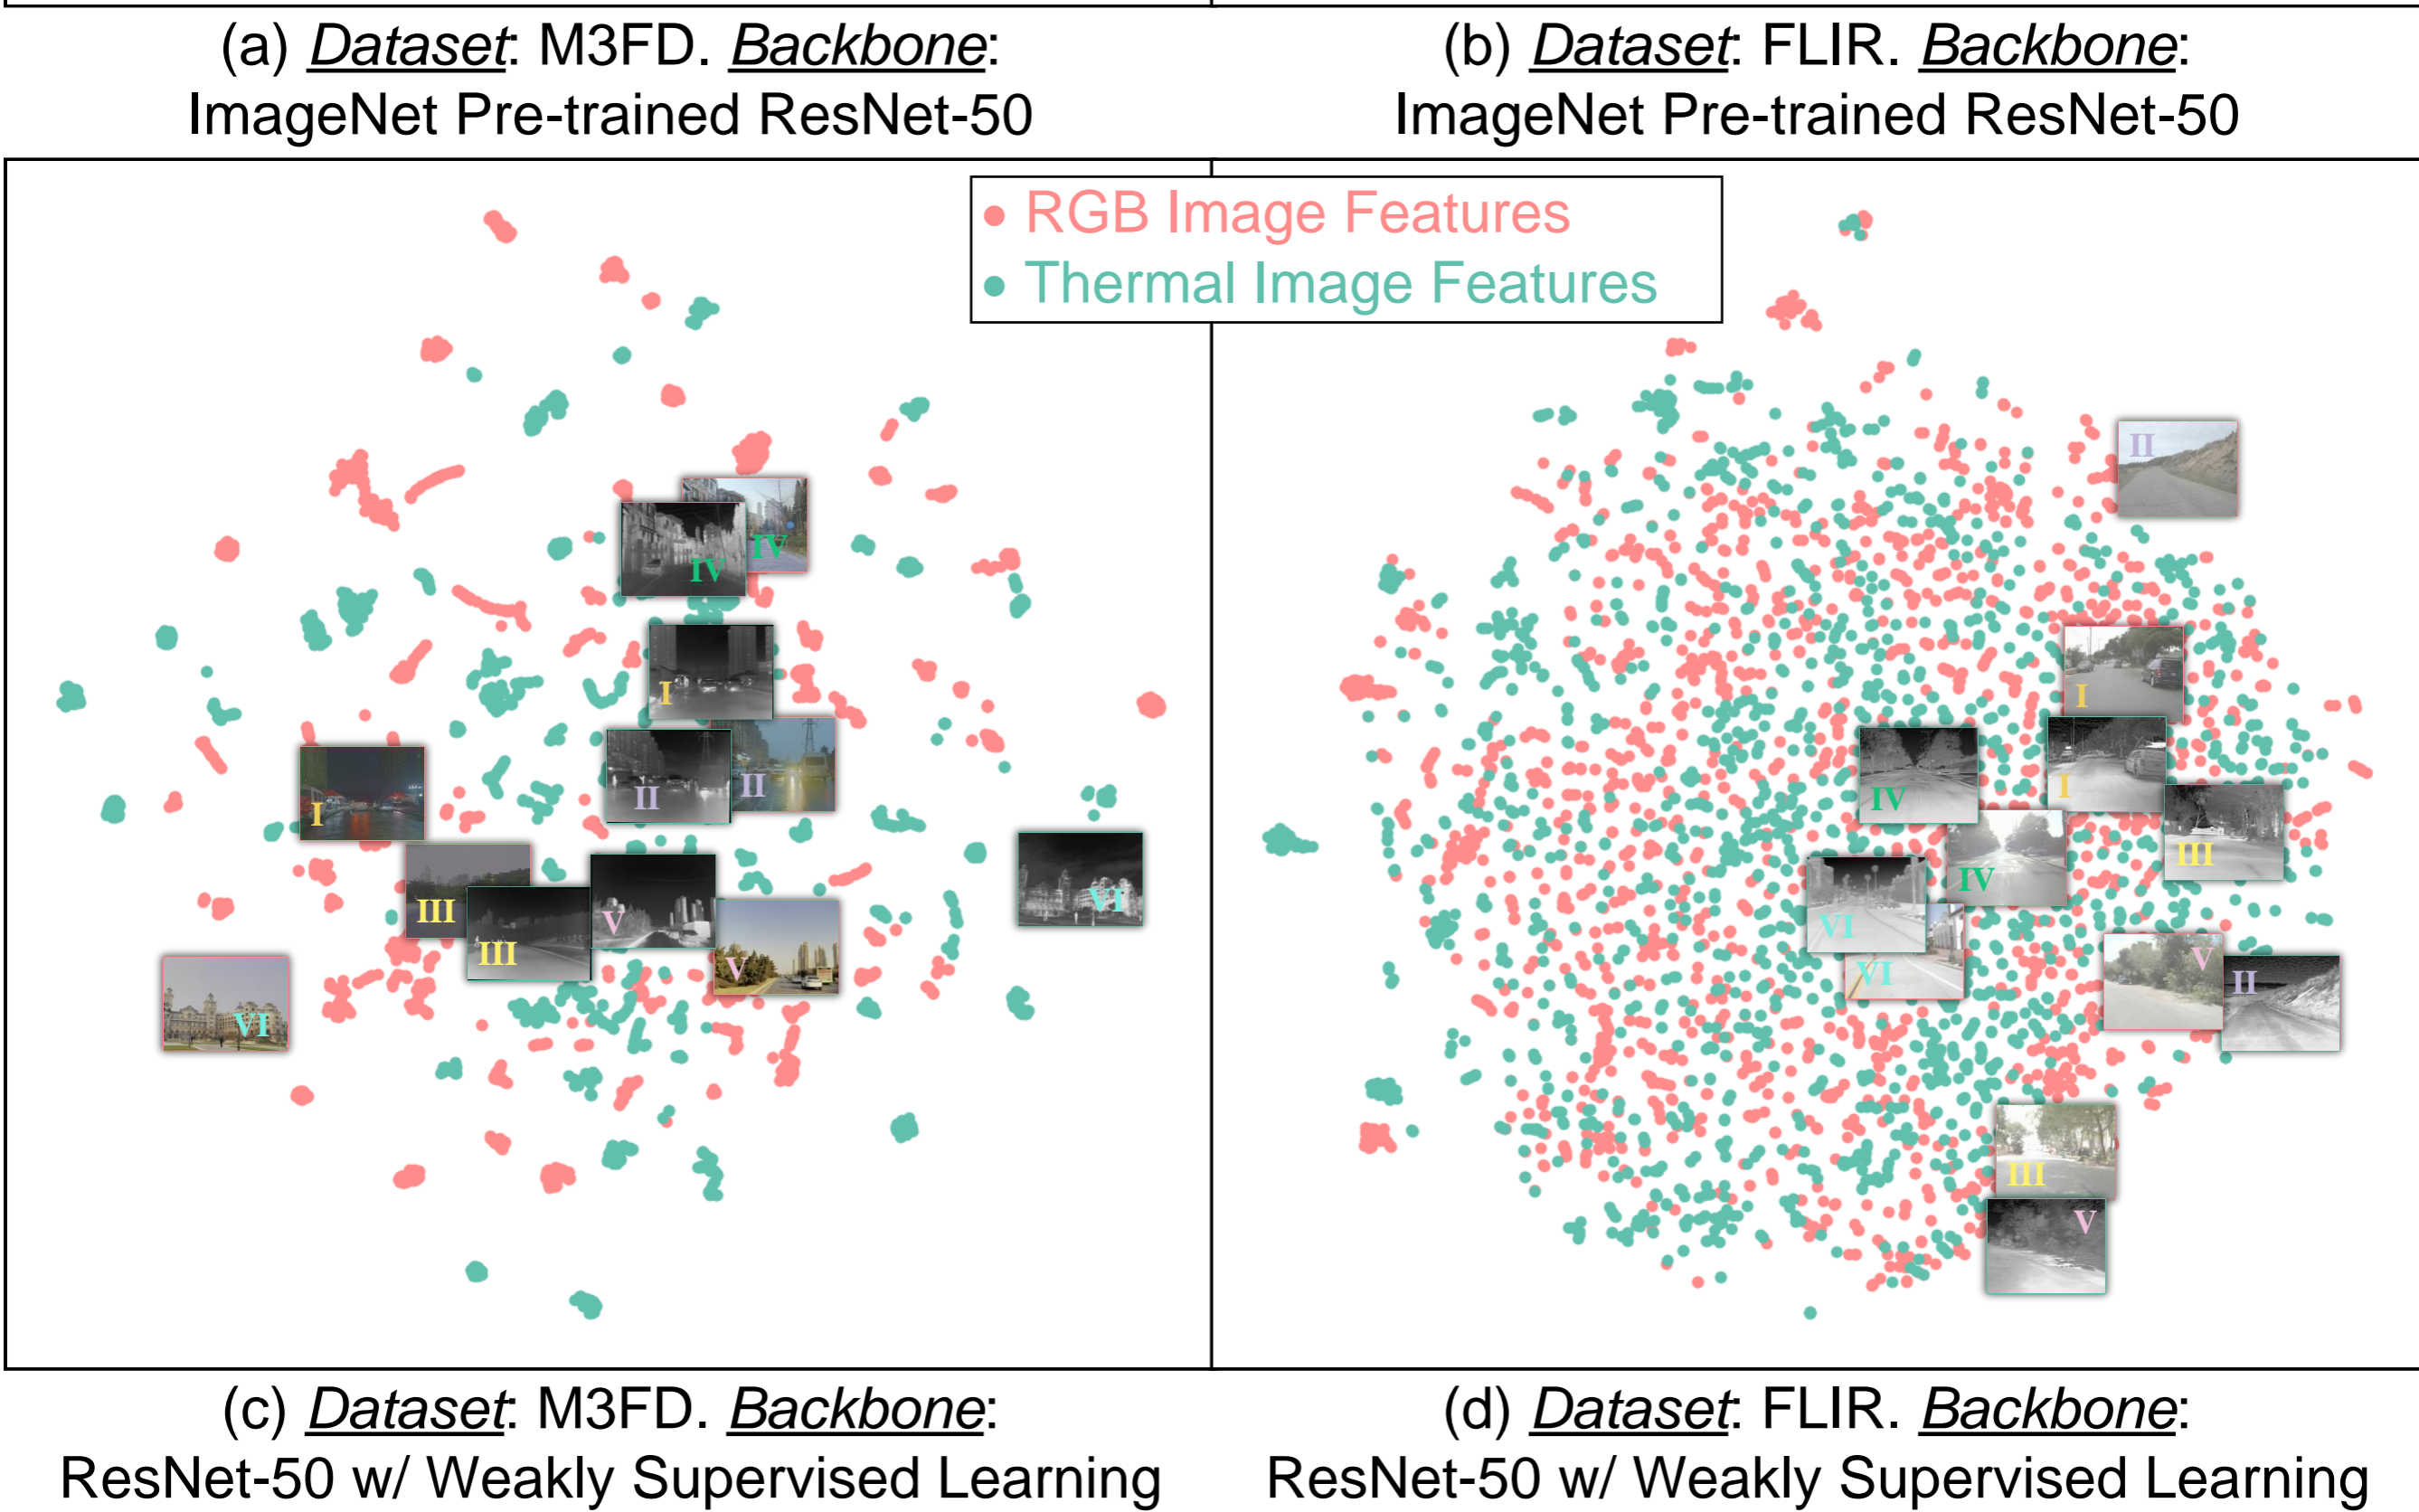 (a) Dataset: M3FD. Backbone:
ImageNet Pre-trained ResNet-50
(b) Dataset: FLIR. Backbone:
ImageNet Pre-trained ResNet-50
RGB Image Features
Thermal Image Features
IV
IV
I
II
II
I
III
III
V
V
VI
VI
II
I
I
IV
III
IV
VI
VI
V
II
III
V
(c) Dataset: M3FD. Backbone:
ResNet-50 w/ Weakly Supervised Learning
(d) Dataset: FLIR. Backbone:
ResNet-50 w/ Weakly Supervised Learning